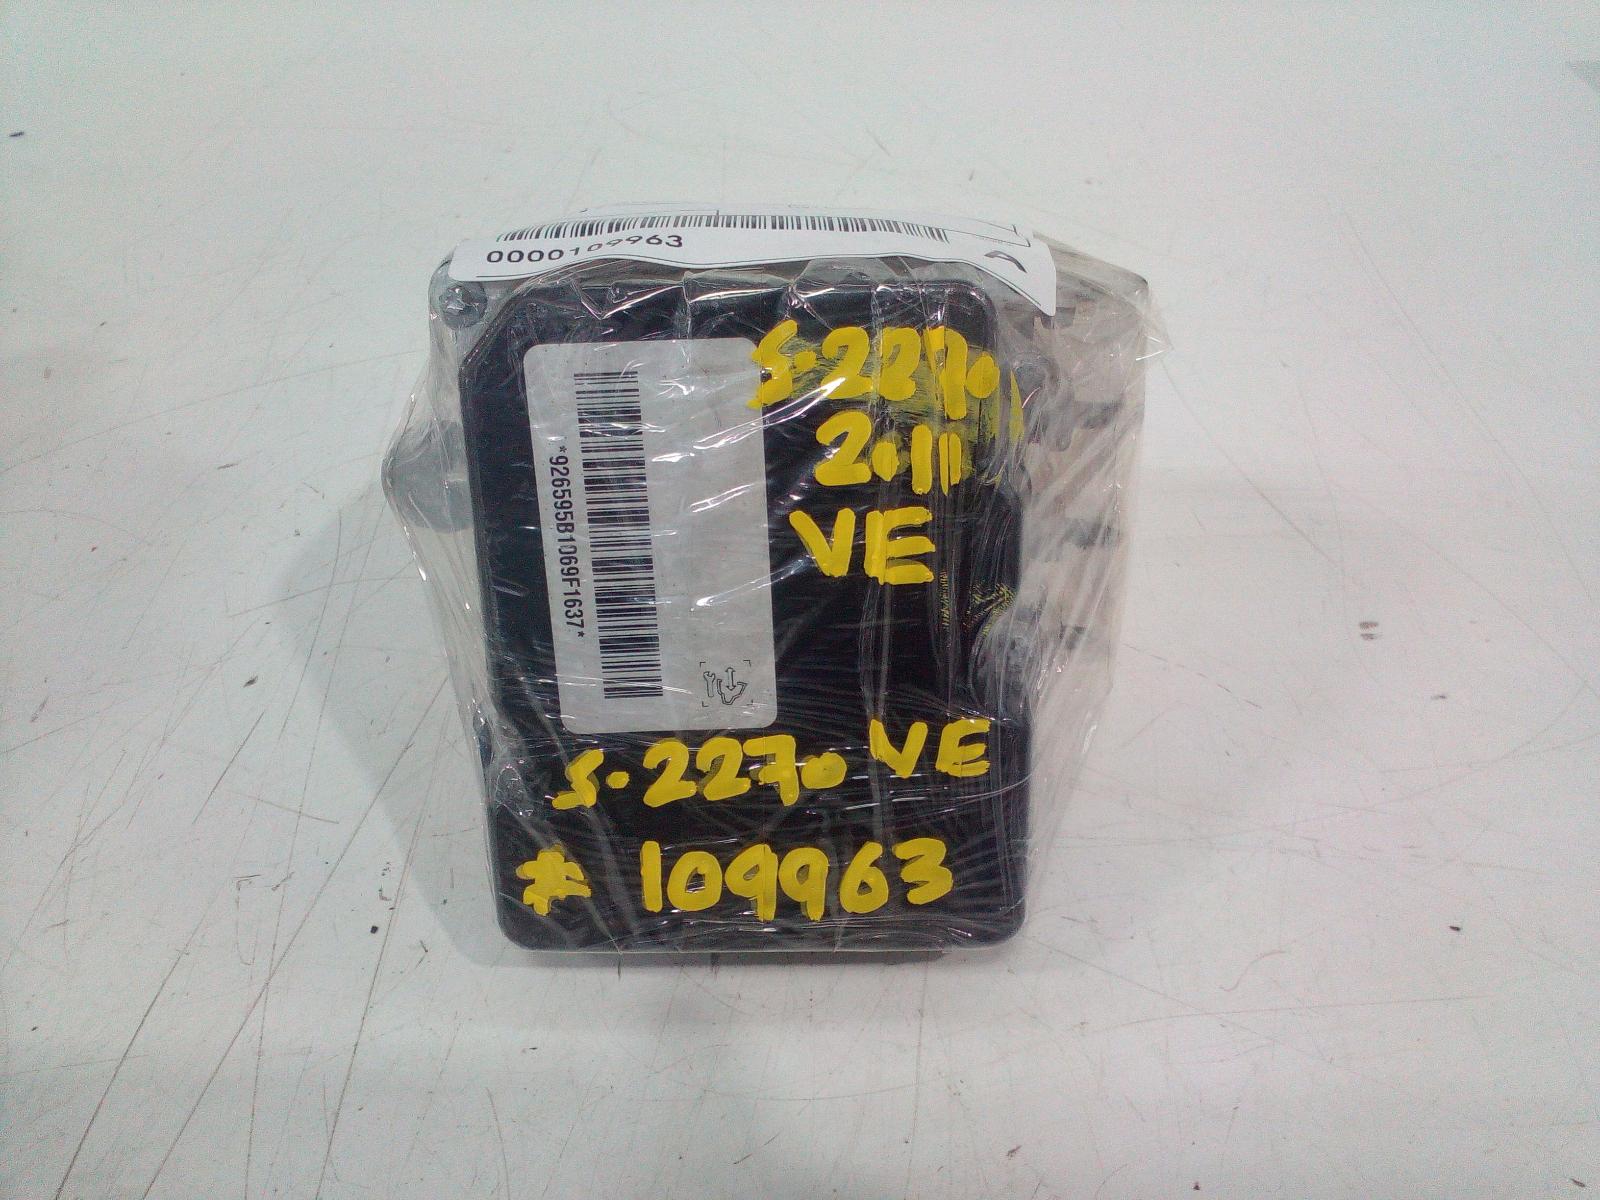 0000109963
A
S.2270
2.11
VE
*926595B1069F1637*
S.2270 VE
* 109963